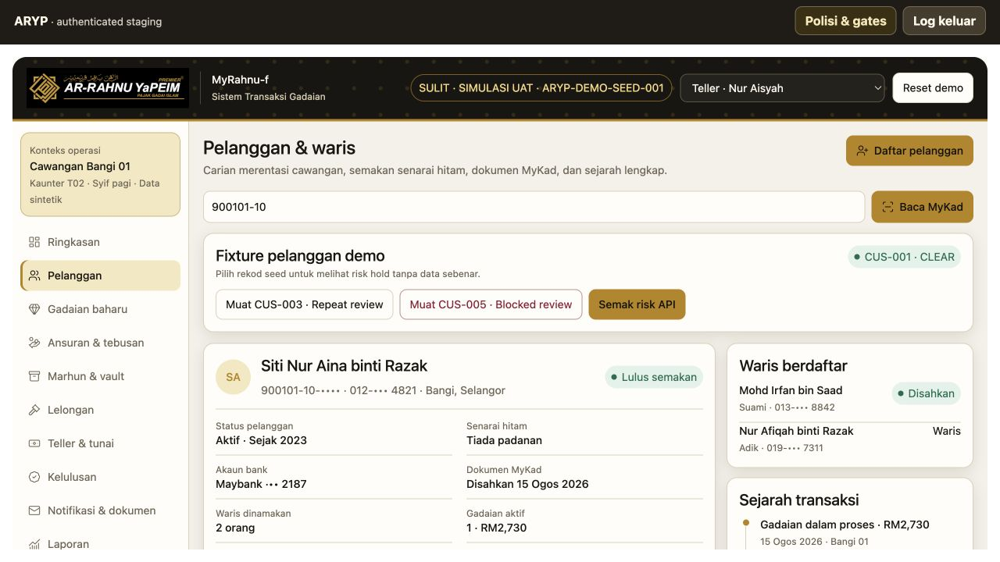 ARYP · authenticated staging
Polisi & gates
Log keluar
PREMIER
AR-RAHNU YaPEIM
PAJAK GADAI ISLAM
MyRahnu-f
Sistem Transaksi Gadaian
SULIT · SIMULASI UAT · ARYP-DEMO-SEED-001
Teller · Nur Aisyah
Reset demo
Konteks operasi
Cawangan Bangi 01
Kaunter T02 · Syif pagi · Data
sintetik
Ringkasan
Pelanggan
Gadaian baharu
Ansuran & tebusan
Marhun & vault
Lelongan
Teller & tunai
Kelulusan
Notifikasi & dokumen
Laporan
Pelanggan & waris
Carian merentasi cawangan, semakan senarai hitam, dokumen MyKad, dan sejarah lengkap.
Daftar pelanggan
900101-10
Baca MyKad
Fixture pelanggan demo
Pilih rekod seed untuk melihat risk hold tanpa data sebenar.
CUS-001 · CLEAR
Muat CUS-003 · Repeat review
Muat CUS-005 · Blocked review
Semak risk API
SA
Siti Nur Aina binti Razak
900101-10-•••• · 012-••• 4821 · Bangi, Selangor
Lulus semakan
Status pelanggan
Aktif · Sejak 2023
Senarai hitam
Tiada padanan
Akaun bank
Maybank ••• 2187
Dokumen MyKad
Disahkan 15 Ogos 2026
Waris dinamakan
2 orang
Gadaian aktif
1 · RM2,730
Waris berdaftar
Mohd Irfan bin Saad
Suami · 013-••• 8842
Disahkan
Nur Afiqah binti Razak
Adik · 019-••• 7311
Waris
Sejarah transaksi
Gadaian dalam proses · RM2,730
15 Ogos 2026 · Bangi 01